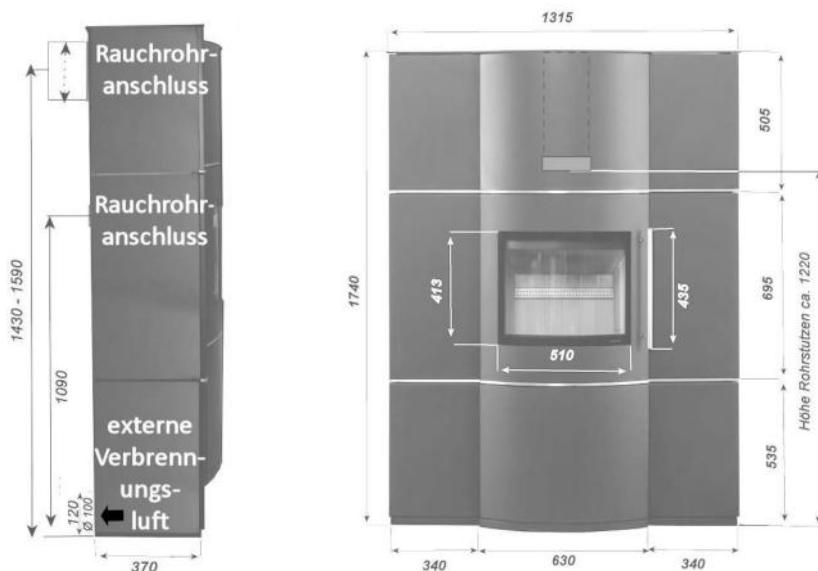 Rauchrohr-
anschluss
Rauchrohr-
anschluss
externe
Verbrenn-
ungs-
luft
1430 - 1590
1090
120
Ø 100
370
1315
1740
505
695
535
Höhe Rohrstutzen ca. 1220
413
435
510
340
630
340